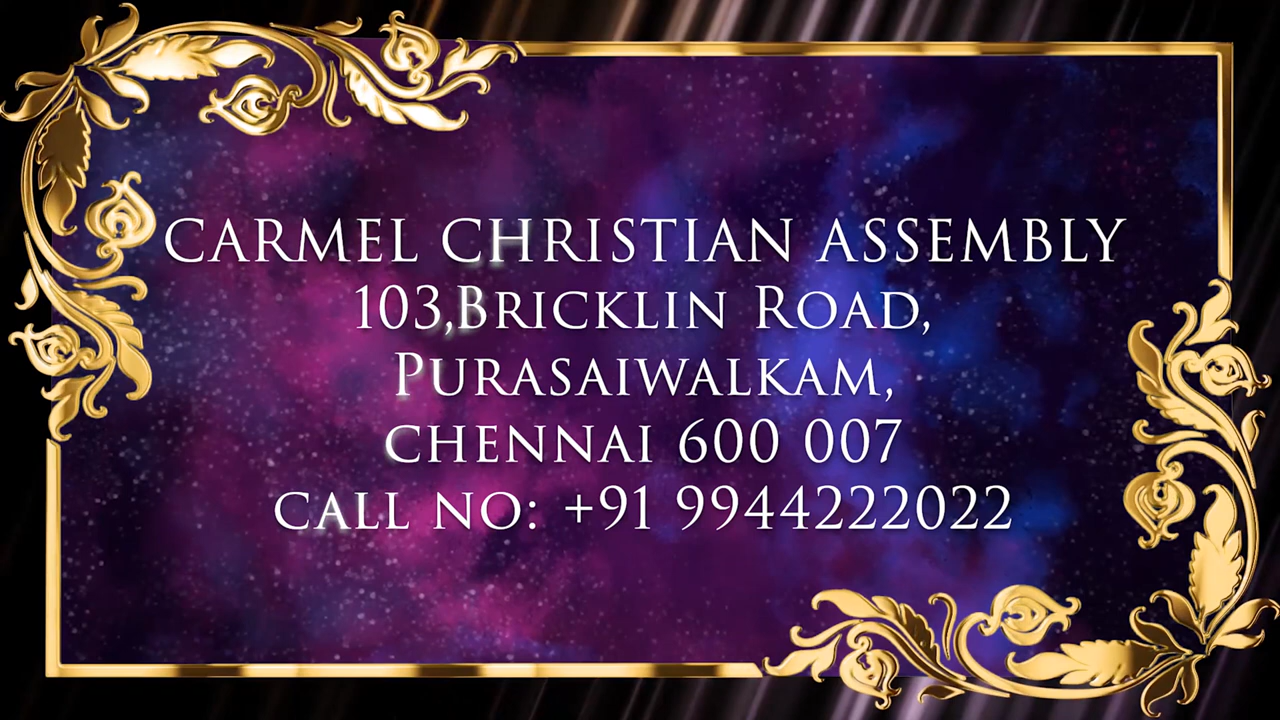 CARMEL CHRISTIAN ASSEMBLY
103,BRICKLIN ROAD,
PURASAIWALKAM,
CHENNAI 600 007
CALL NO: +91 9944222022